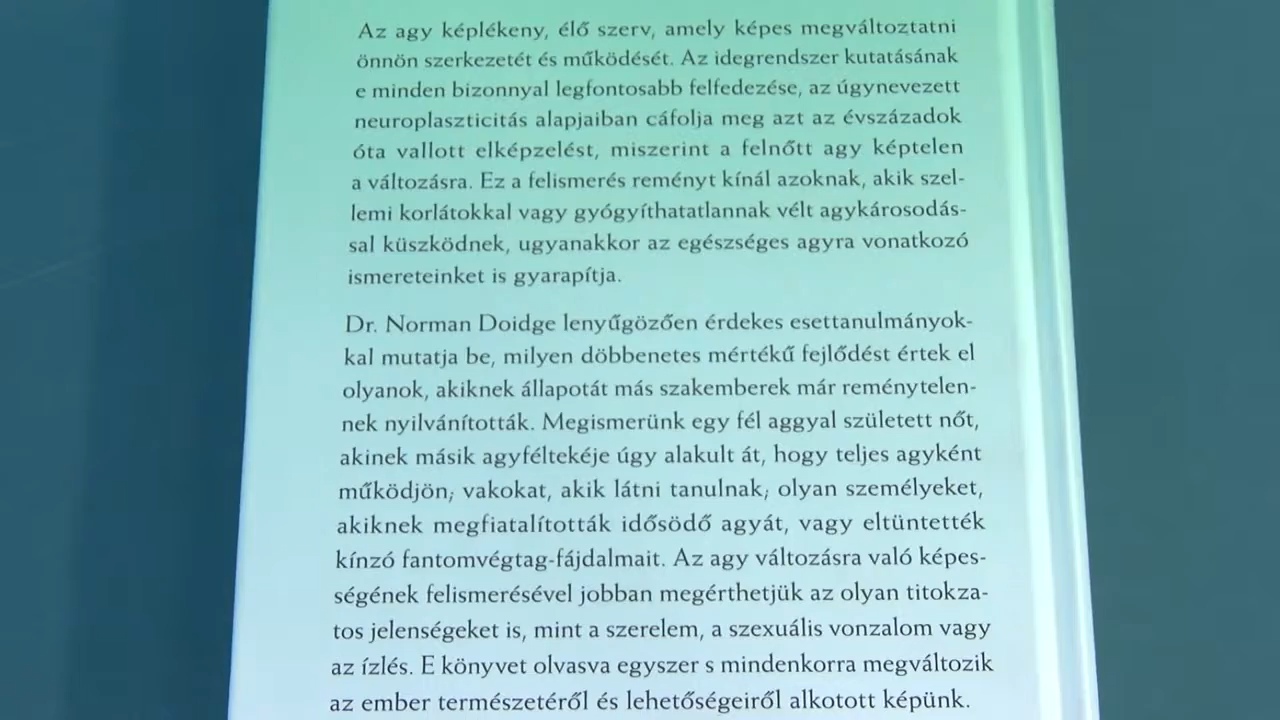 Az agy képlékeny, élő szerv, amely képes megváltoztatni
önnön szerkezetét és működését. Az idegrendszer kutatásának
e minden bizonnyal legfontosabb felfedezése, az úgynevezett
neuroplaszticitás alapjaiban cáfolja meg azt az évszázadok
óta vallott elképzelést, miszerint a felnőtt agy képtelen
a változásra. Ez a felismerés reményt kínál azoknak, akik szel-
lemi korlátokkal vagy gyógyíthatatlannak vélt agykárosodás-
sal küszködnek, ugyanakkor az egészséges agyra vonatkozó
ismereteinket is gyarapítja.
Dr. Norman Doidge lenyűgözően érdekes esettanulmányok-
kal mutatja be, milyen döbbenetes mértékű fejlődést értek el
olyanok, akiknek állapotát más szakemberek már reménytelen-
nek nyilvánították. Megismerünk egy fél aggyal született nőt,
akinek másik agyféltekéje úgy alakult át, hogy teljes agyként
működjön; vakokat, akik látni tanulnak; olyan személyeket,
akiknek megfiatalították idősödő agyát, vagy eltüntették
kínzó fantomvégtag-fájdalmait. Az agy változásra való képes-
ségének felismerésével jobban megérthetjük az olyan titokza-
tos jelenségeket is, mint a szerelem, a szexuális vonzalom vagy
az ízlés. E könyvet olvasva egyszer s mindenkorra megváltozik
az ember természetéről és lehetőségeiről alkotott képünk.